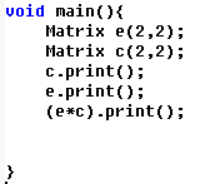 void main(){
    Matrix e(2,2);
    Matrix c(2,2);
    c.print();
    e.print();
    (e*c).print();
}